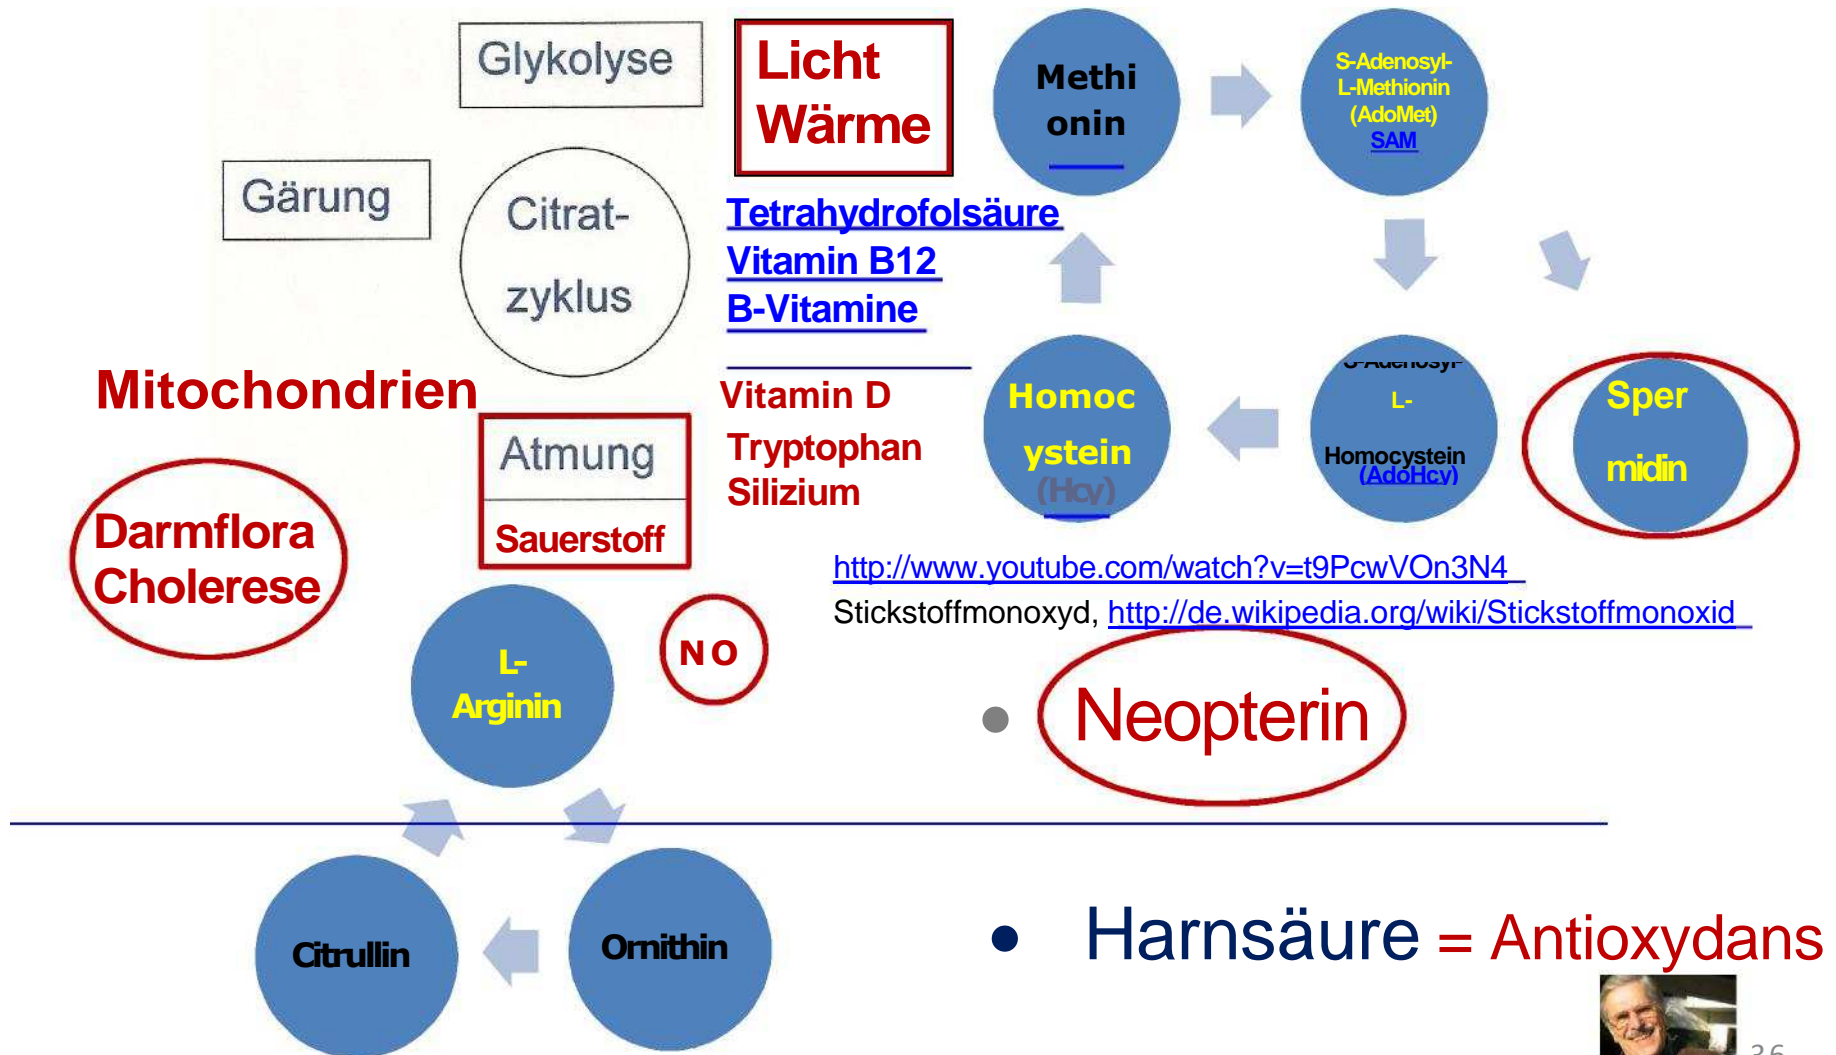 Glykolyse
Licht
Wärme
Methi
onin
S-Adenosyl-
L-Methionin
(AdoMet)
SAM
Gärung
Citrat-
zyklus
Tetrahydrofolsäure
Vitamin B12
B-Vitamine
Mitochondrien
Vitamin D
Tryptophan
Silizium
Homoc
ystein
(Hcy)
S-Adenosyl-
L-
Homocystein
(AdoHcy)
Sper
midin
Atmung
Sauerstoff
Darmflora
Cholerese
http://www.youtube.com/watch?v=t9PcwVOn3N4
Stickstoffmonoxyd, http://de.wikipedia.org/wiki/Stickstoffmonoxid
L-
Arginin
NO
• Neopterin
Citrullin
Ornithin
• Harnsäure = Antioxydans
36